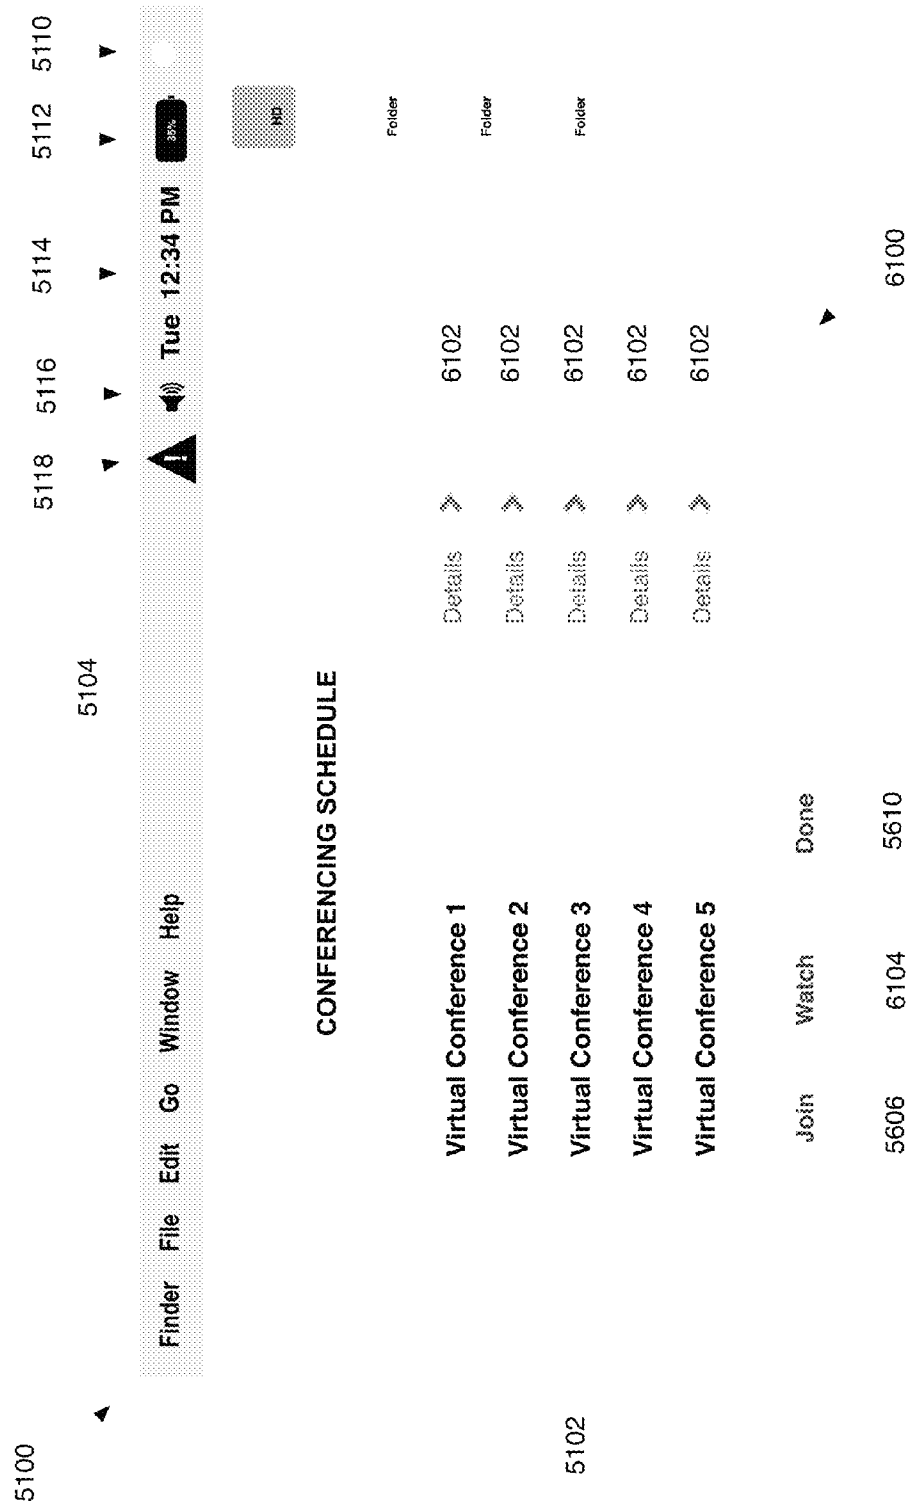 5100
5104
5118 5116 5114 5112 5110
Finder File Edit Go Window Help Tue 12:34 PM 35%
HD
CONFERENCING SCHEDULE
Folder
Virtual Conference 1 Details > 6102
Folder
Virtual Conference 2 Details > 6102
Folder
Virtual Conference 3 Details > 6102
5102
Virtual Conference 4 Details > 6102
Virtual Conference 5 Details > 6102
Join Watch Done
5606 6104 5610 6100